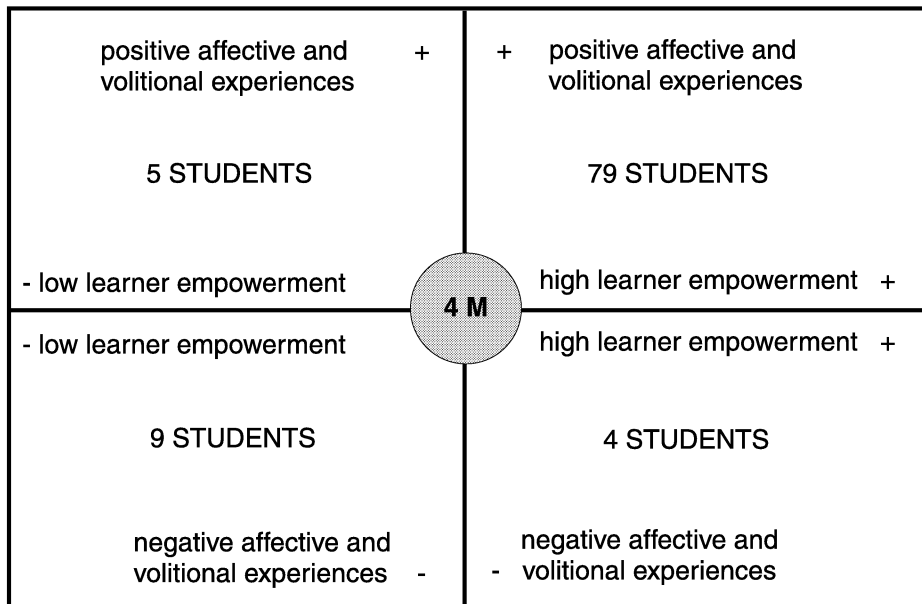 positive affective and +
volitional experiences
5 STUDENTS
- low learner empowerment
+ positive affective and
volitional experiences
79 STUDENTS
high learner empowerment +
4 M
- low learner empowerment
9 STUDENTS
negative affective and
volitional experiences -
high learner empowerment +
4 STUDENTS
negative affective and
- volitional experiences